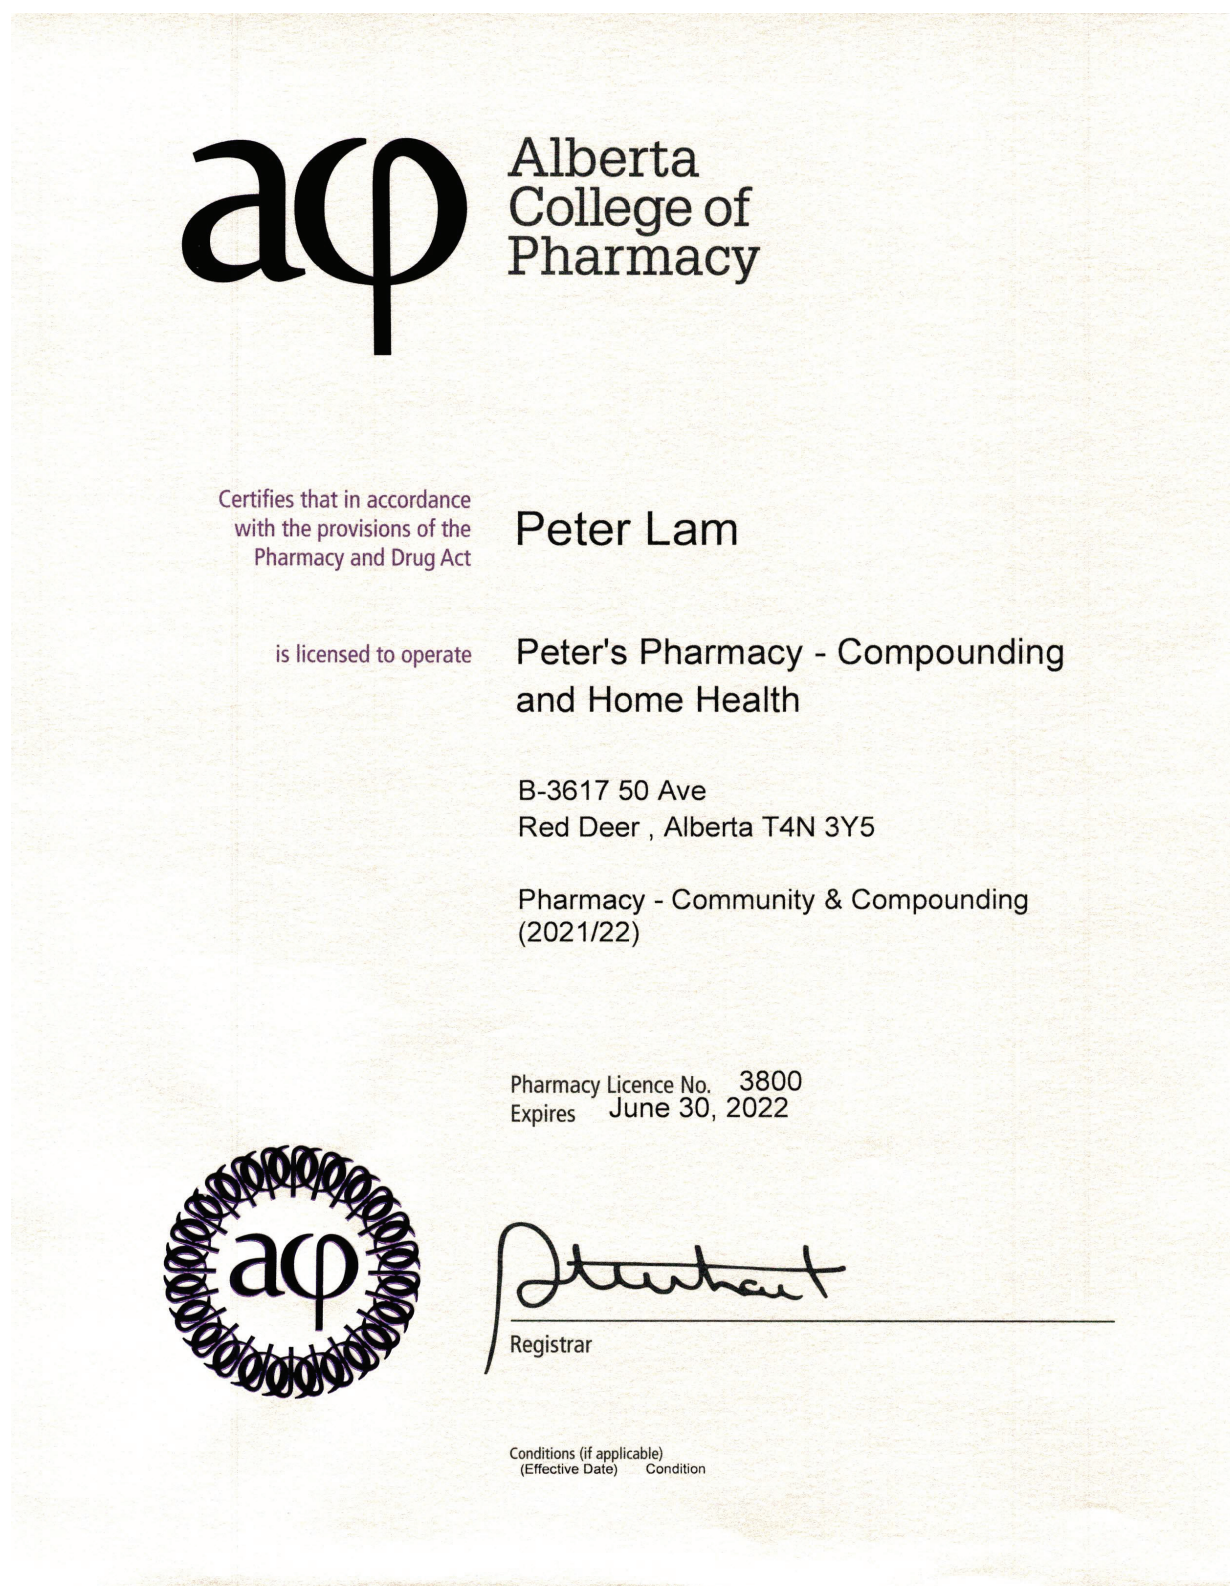 acp
Alberta
College of
Pharmacy
Certifies that in accordance
with the provisions of the
Pharmacy and Drug Act
Peter Lam
is licensed to operate
Peter's Pharmacy - Compounding
and Home Health
B-3617 50 Ave
Red Deer , Alberta T4N 3Y5
Pharmacy - Community & Compounding
(2021/22)
Pharmacy Licence No. 3800
Expires June 30, 2022
acp
Registrar
Conditions (if applicable)
(Effective Date) Condition